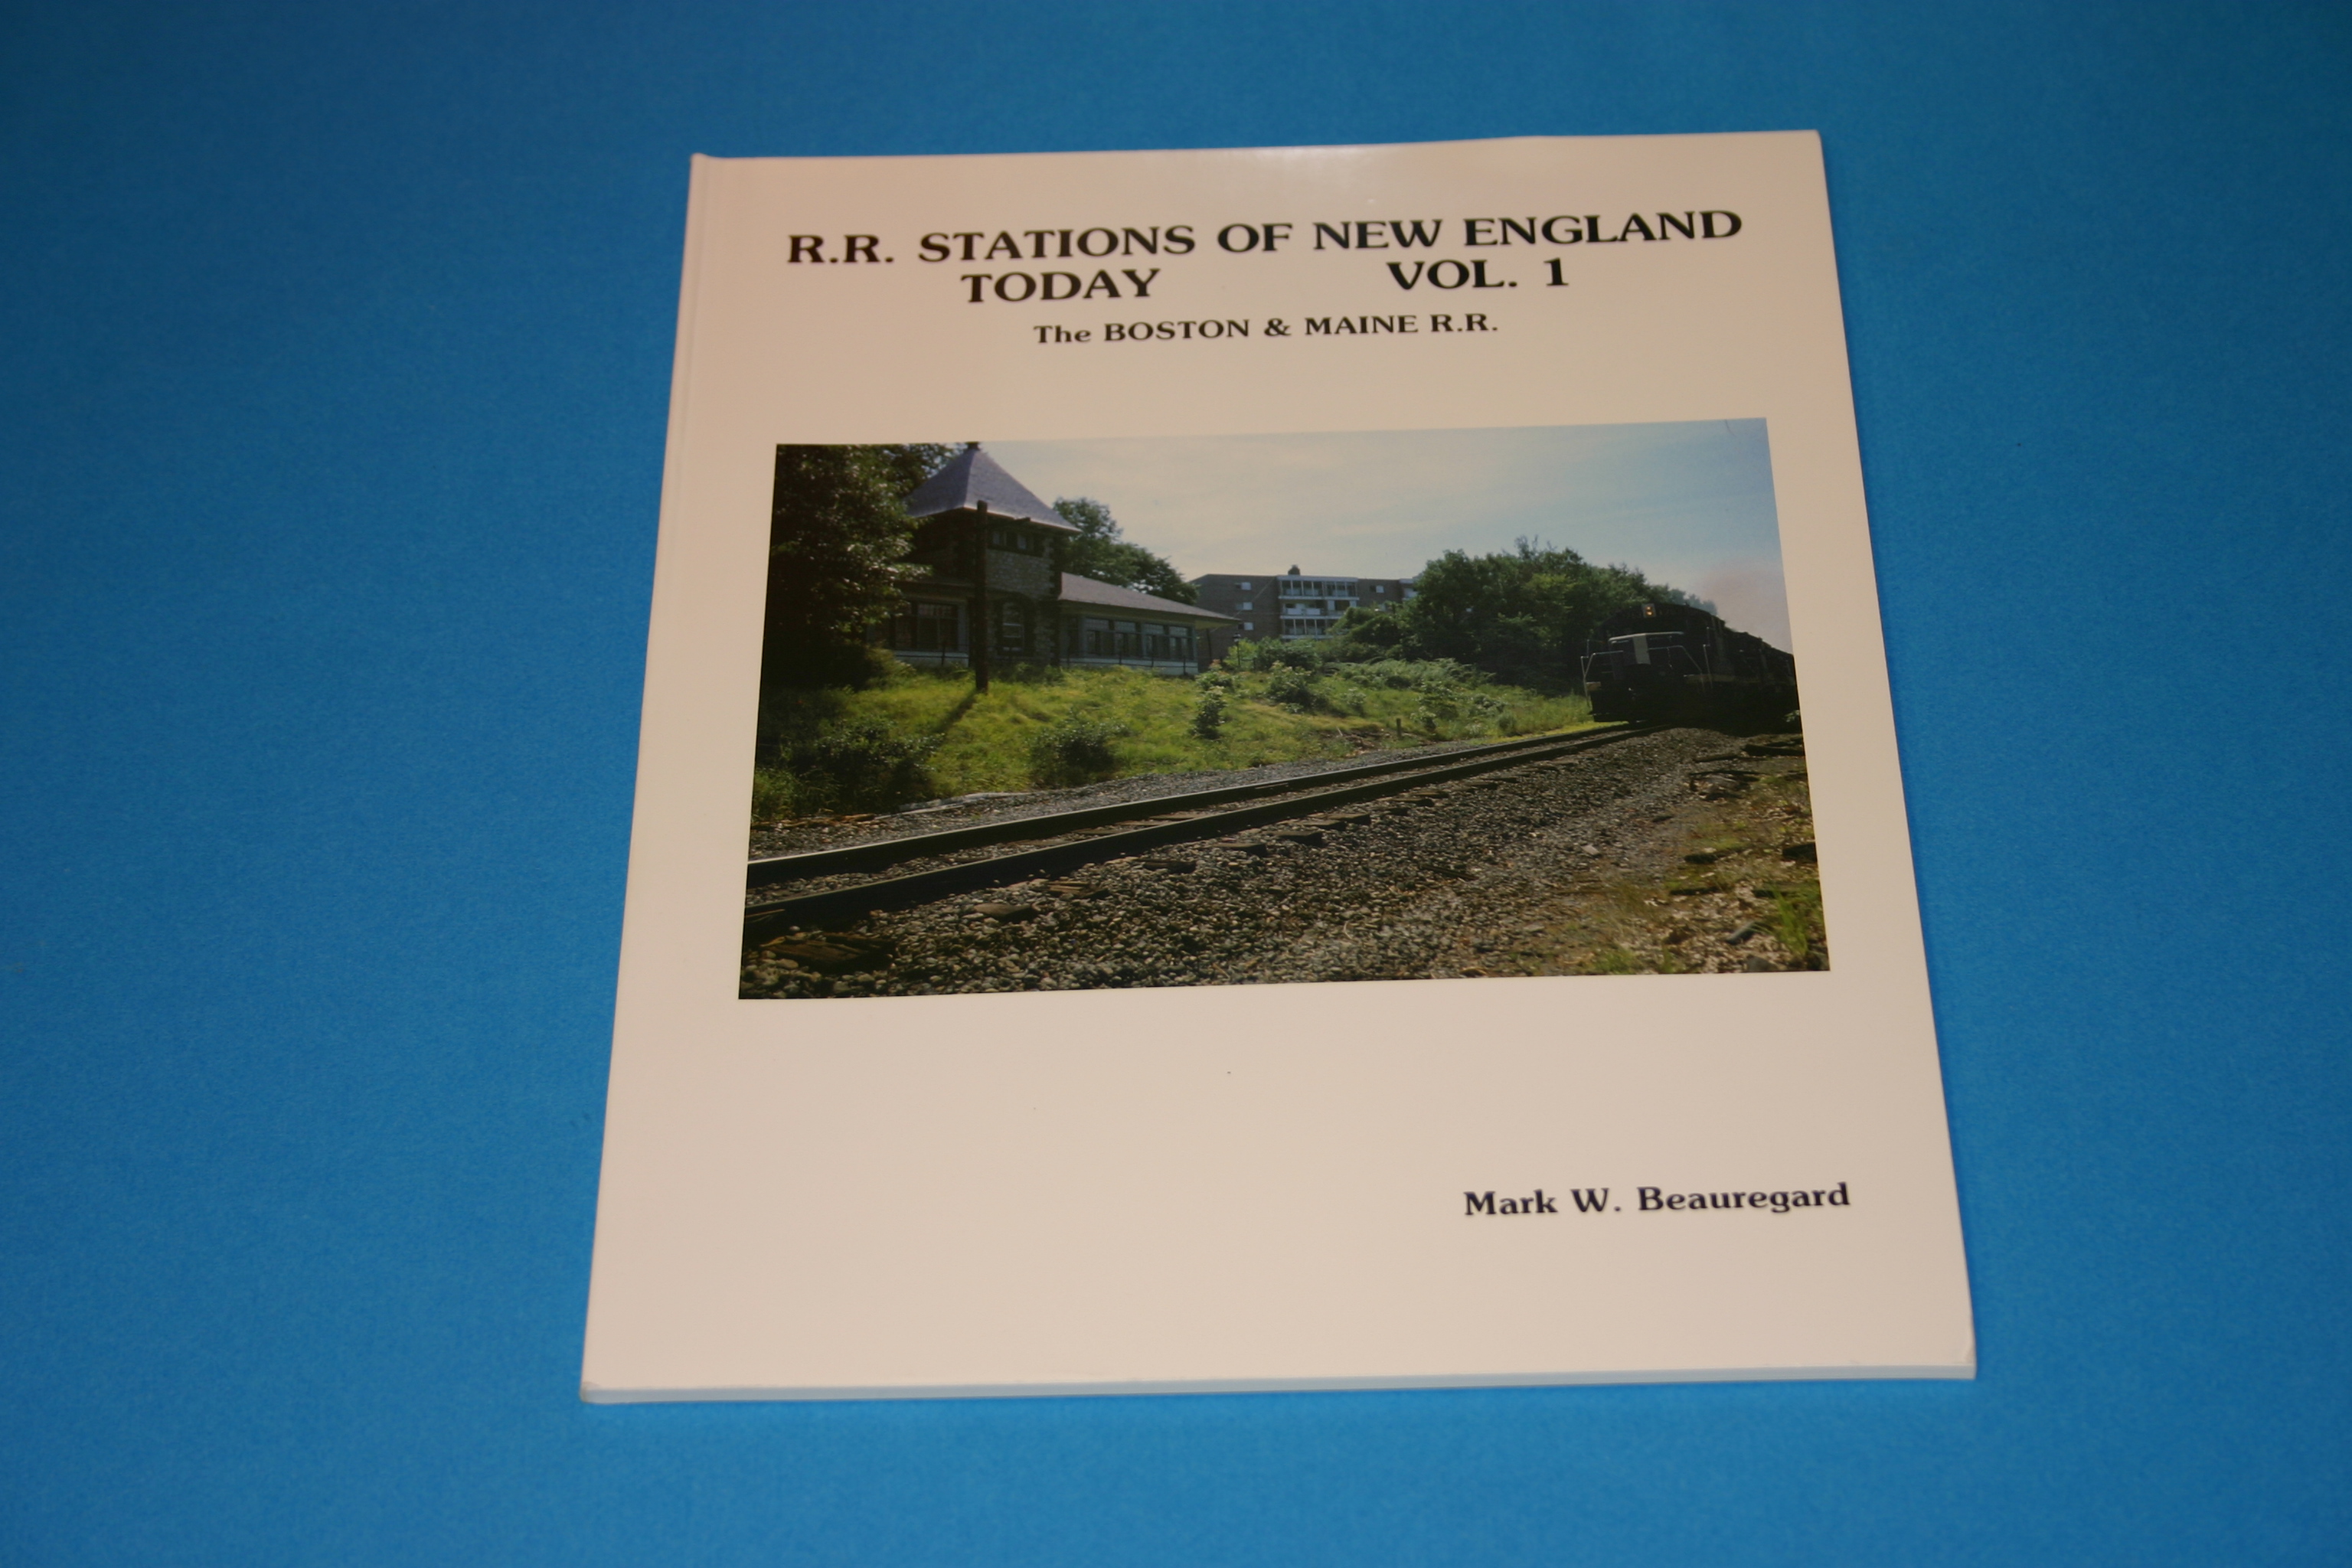 R.R. STATIONS OF NEW ENGLAND
TODAY VOL. 1
The BOSTON & MAINE R.R.
Mark W. Beauregard